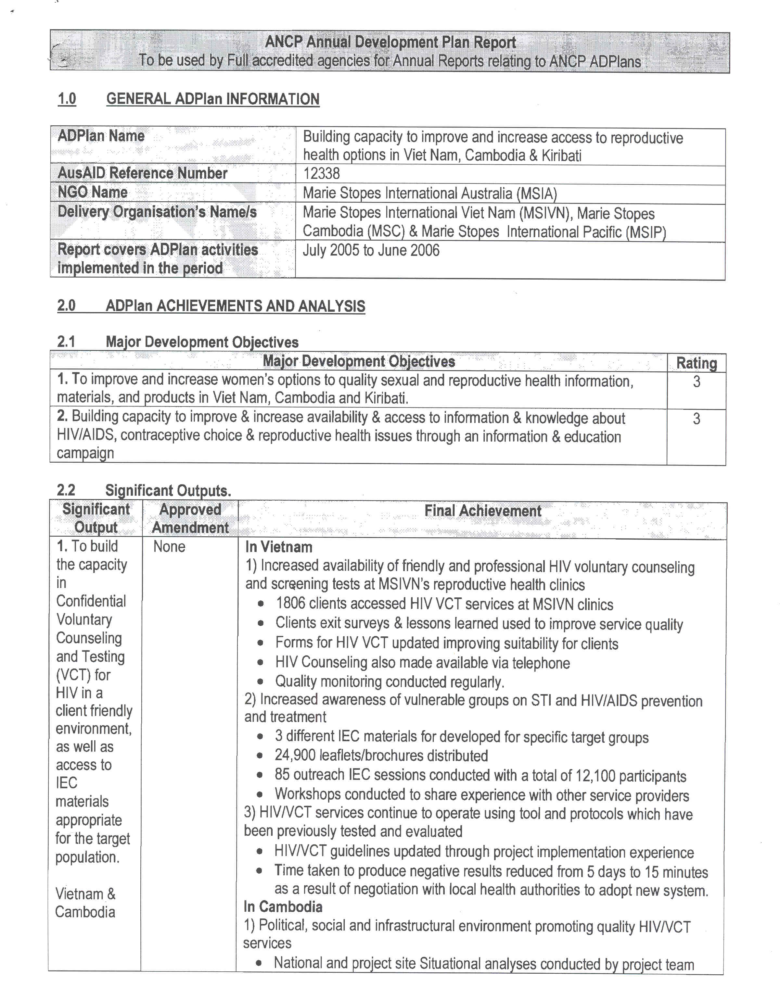 ANCP Annual Development Plan Report
To be used by Full accredited agencies for Annual Reports relating to ANCP ADPlans
1.0 GENERAL ADPlan INFORMATION
ADPlan Name
Building capacity to improve and increase access to reproductive
health options in Viet Nam, Cambodia & Kiribati
AusAID Reference Number
12338
NGO Name
Marie Stopes International Australia (MSIA)
Delivery Organisation's Name/s
Marie Stopes International Viet Nam (MSIVN), Marie Stopes
Cambodia (MSC) & Marie Stopes International Pacific (MSIP)
Report covers ADPlan activities
implemented in the period
July 2005 to June 2006
2.0 ADPlan ACHIEVEMENTS AND ANALYSIS
2.1 Major Development Objectives
Major Development Objectives
Rating
1. To improve and increase women's options to quality sexual and reproductive health information,
materials, and products in Viet Nam, Cambodia and Kiribati.
3
2. Building capacity to improve & increase availability & access to information & knowledge about
HIV/AIDS, contraceptive choice & reproductive health issues through an information & education
campaign
3
2.2 Significant Outputs.
Significant
Output
Approved
Amendment
Final Achievement
1. To build
the capacity
in
Confidential
Voluntary
Counseling
and Testing
(VCT) for
HIV in a
client friendly
environment,
as well as
access to
IEC
materials
appropriate
for the target
population.
Vietnam &
Cambodia
None
In Vietnam
1) Increased availability of friendly and professional HIV voluntary counseling
and screening tests at MSIVN's reproductive health clinics
• 1806 clients accessed HIV VCT services at MSIVN clinics
• Clients exit surveys & lessons learned used to improve service quality
• Forms for HIV VCT updated improving suitability for clients
• HIV Counseling also made available via telephone
• Quality monitoring conducted regularly.
2) Increased awareness of vulnerable groups on STI and HIV/AIDS prevention
and treatment
• 3 different IEC materials for developed for specific target groups
• 24,900 leaflets/brochures distributed
• 85 outreach IEC sessions conducted with a total of 12,100 participants
• Workshops conducted to share experience with other service providers
3) HIV/VCT services continue to operate using tool and protocols which have
been previously tested and evaluated
• HIV/VCT guidelines updated through project implementation experience
• Time taken to produce negative results reduced from 5 days to 15 minutes
as a result of negotiation with local health authorities to adopt new system.
In Cambodia
1) Political, social and infrastructural environment promoting quality HIV/VCT
services
• National and project site Situational analyses conducted by project team